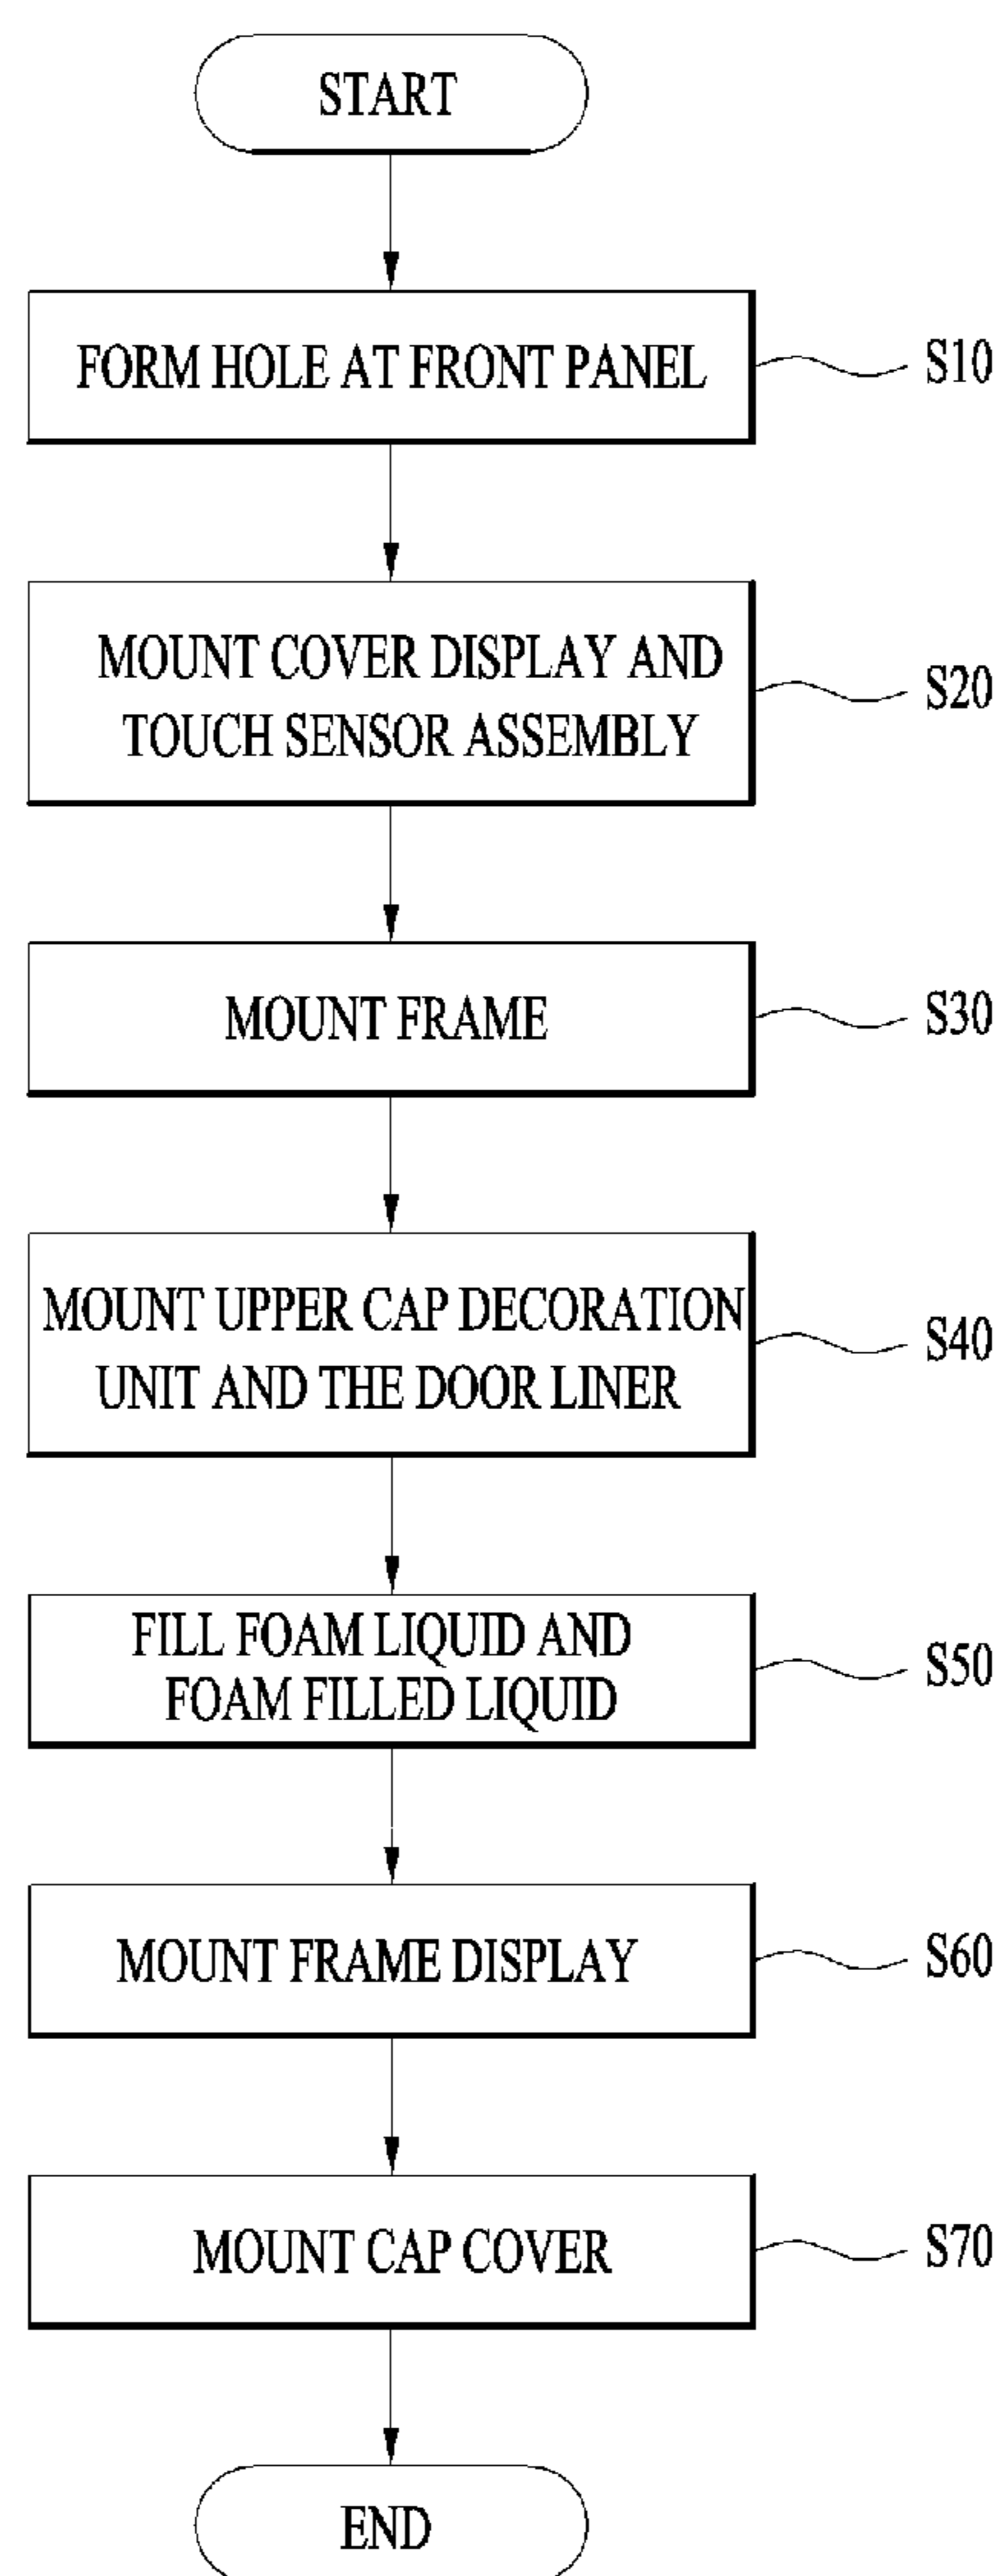 START
FORM HOLE AT FRONT PANEL
S10
MOUNT COVER DISPLAY AND
TOUCH SENSOR ASSEMBLY
S20
MOUNT FRAME
S30
MOUNT UPPER CAP DECORATION
UNIT AND THE DOOR LINER
S40
FILL FOAM LIQUID AND
FOAM FILLED LIQUID
S50
MOUNT FRAME DISPLAY
S60
MOUNT CAP COVER
S70
END